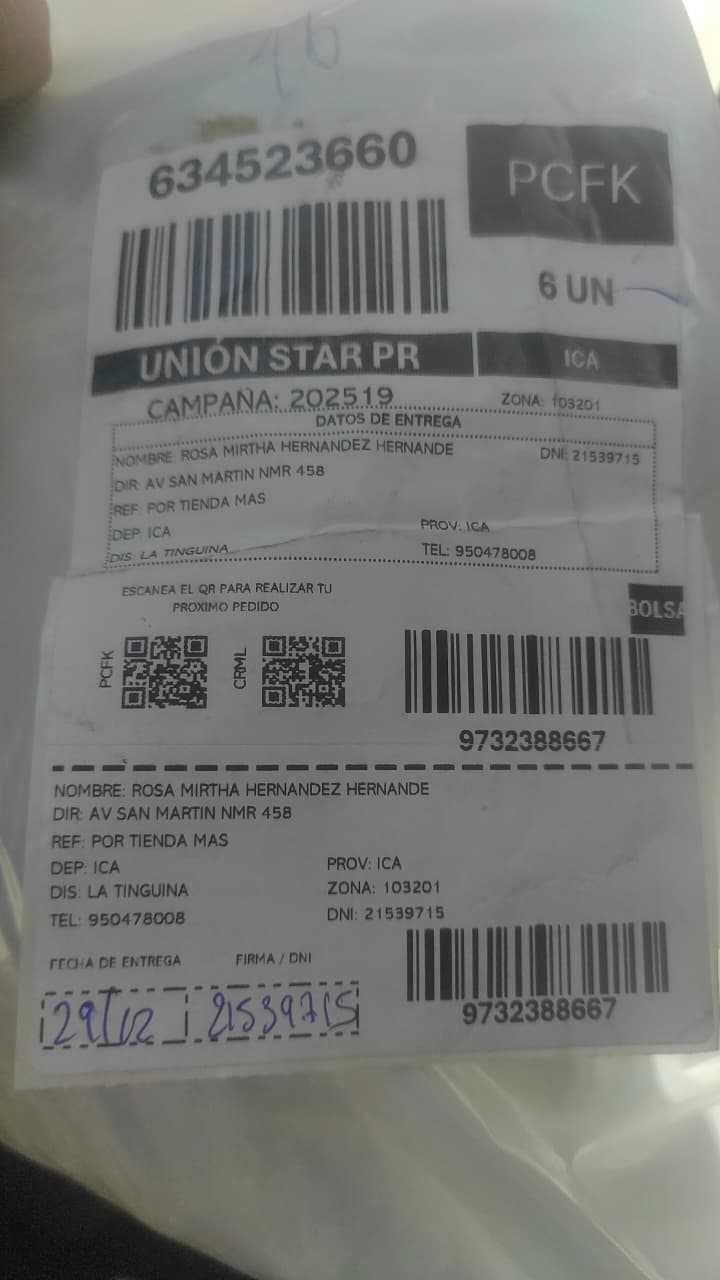 16
634523660
PCFK
6 UN
UNIÓN STAR PR
ICA
CAMPAÑA: 202519
ZONA: 103201
DATOS DE ENTREGA
NOMBRE: ROSA MIRTHA HERNANDEZ HERNANDE
DNI: 21539715
DIR: AV SAN MARTIN NMR 458
REF: POR TIENDA MAS
DEP: ICA
PROV: ICA
DIS: LA TINGUINA
TEL: 950478008
ESCANEA EL QR PARA REALIZAR TU
PROXIMO PEDIDO
BOLSA
PCFK
CRML
9732388667
NOMBRE: ROSA MIRTHA HERNANDEZ HERNANDE
DIR: AV SAN MARTIN NMR 458
REF: POR TIENDA MAS
DEP: ICA
PROV: ICA
DIS: LA TINGUINA
ZONA: 103201
TEL: 950478008
DNI: 21539715
FECHA DE ENTREGA
FIRMA / DNI
29/12
21539715
9732388667